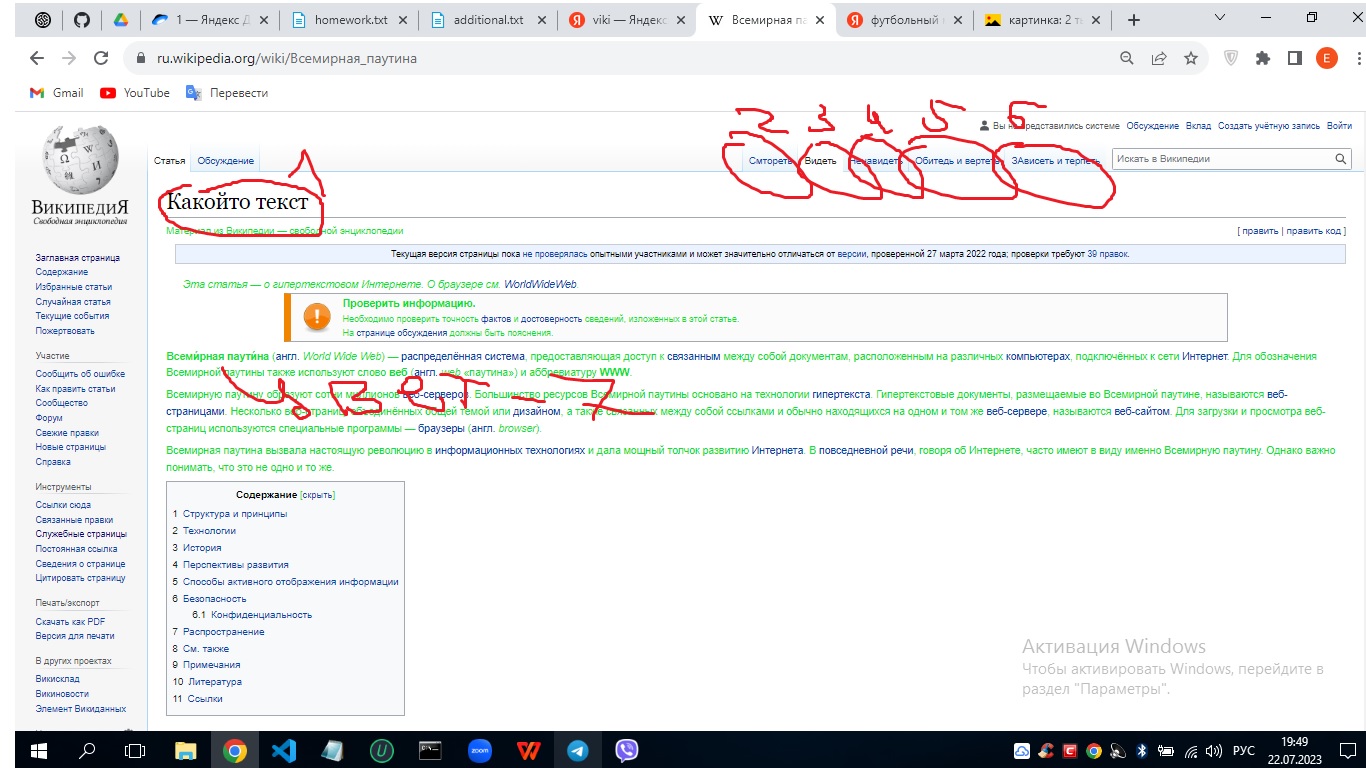 1 — Яндекс Д
homework.txt
additional.txt
viki — Яндекс
Всемирная па
футбольный
картинка: 2 ты
ru.wikipedia.org/wiki/Всемирная_паутина
E
Gmail YouTube Перевести
2 3 4 5 6
Вы не представились системе Обсуждение Вклад Создать учётную запись Войти
Статья Обсуждение Смторете Видеть Ненавидеть Обитедь и вертеть ЗАвисеть и терпеть Искать в Википедии
1
ВИКИПЕДИЯ
Свободная энциклопедия
Какойто текст
Материал из Википедии — свободной энциклопедии
[ править | править код ]
Текущая версия страницы пока не проверялась опытными участниками и может значительно отличаться от версии, проверенной 27 марта 2022 года; проверки требуют 39 правок.
Эта статья — о гипертекстовом Интернете. О браузере см. WorldWideWeb.
Проверить информацию.
Необходимо проверить точность фактов и достоверность сведений, изложенных в этой статье.
На странице обсуждения должны быть пояснения.
Всеми́рная паути́на (англ. World Wide Web) — распределённая система, предоставляющая доступ к связанным между собой документам, расположенным на различных компьютерах, подключённых к сети Интернет. Для обозначения
Всемирной паутины также используют слово веб (англ. web «паутина») и аббревиатуру WWW.
цвет - 7
Всемирную паутину образуют сотни миллионов веб-серверов. Большинство ресурсов Всемирной паутины основано на технологии гипертекста. Гипертекстовые документы, размещаемые во Всемирной паутине, называются веб-
страницами. Несколько веб-страниц, объединённых общей темой или дизайном, а также связанных между собой ссылками и обычно находящихся на одном и том же веб-сервере, называются веб-сайтом. Для загрузки и просмотра веб-
страниц используются специальные программы — браузеры (англ. browser).
Всемирная паутина вызвала настоящую революцию в информационных технологиях и дала мощный толчок развитию Интернета. В повседневной речи, говоря об Интернете, часто имеют в виду именно Всемирную паутину. Однако важно
понимать, что это не одно и то же.
Содержание [скрыть]
1 Структура и принципы
2 Технологии
3 История
4 Перспективы развития
5 Способы активного отображения информации
6 Безопасность
6.1 Конфиденциальность
7 Распространение
8 См. также
9 Примечания
10 Литература
11 Ссылки
Заглавная страница
Содержание
Избранные статьи
Случайная статья
Текущие события
Пожертвовать
Участие
Сообщить об ошибке
Как править статьи
Сообщество
Форум
Свежие правки
Новые страницы
Справка
Инструменты
Ссылки сюда
Связанные правки
Служебные страницы
Постоянная ссылка
Сведения о странице
Цитировать страницу
Печать/экспорт
Скачать как PDF
Версия для печати
В других проектах
Викисклад
Викиновости
Элемент Викиданных
Активация Windows
Чтобы активировать Windows, перейдите в
раздел "Параметры".
zoom
РУС
19:49
22.07.2023